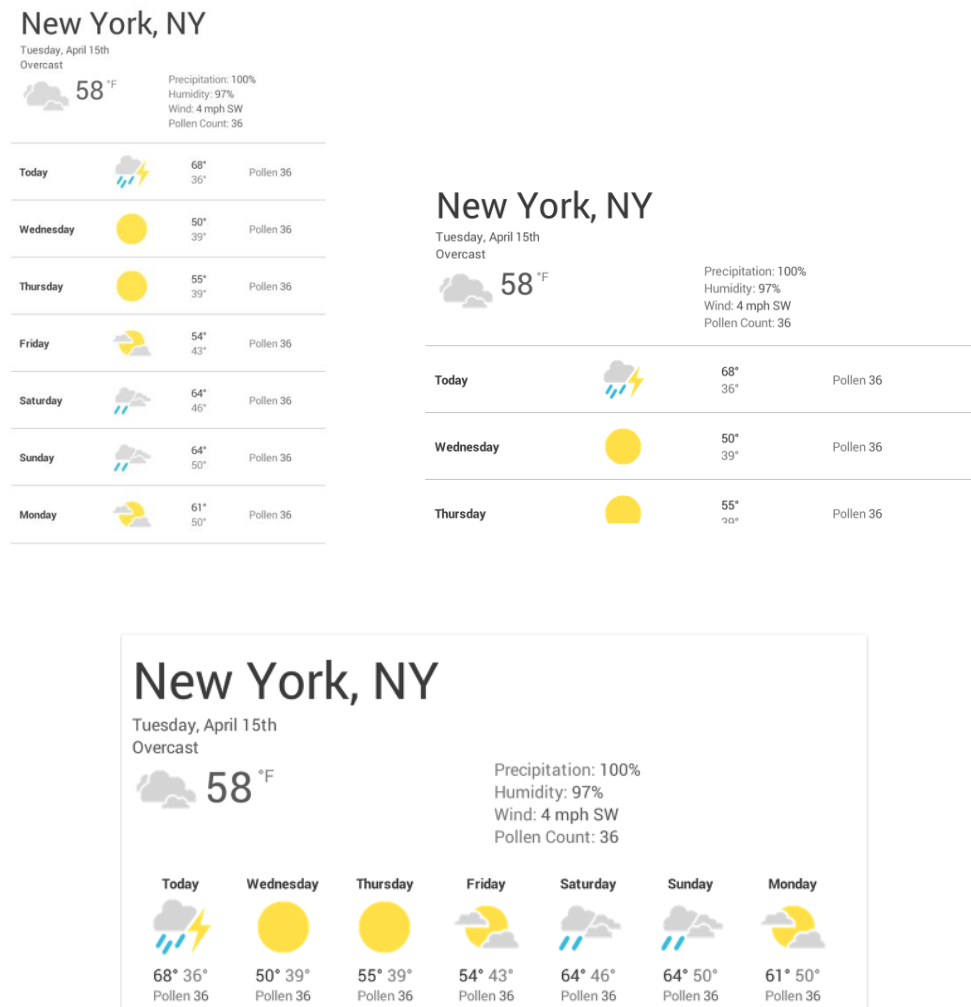 New York, NY
Tuesday, April 15th
Overcast
58 °F
Precipitation: 100%
Humidity: 97%
Wind: 4 mph SW
Pollen Count: 36
Today 68° Pollen 36
36°
Wednesday 50° Pollen 36
39°
Thursday 55° Pollen 36
39°
Friday 54° Pollen 36
43°
Saturday 64° Pollen 36
46°
Sunday 64° Pollen 36
50°
Monday 61° Pollen 36
50°
New York, NY
Tuesday, April 15th
Overcast
58 °F
Precipitation: 100%
Humidity: 97%
Wind: 4 mph SW
Pollen Count: 36
Today 68° Pollen 36
36°
Wednesday 50° Pollen 36
39°
Thursday 55° Pollen 36
39°
New York, NY
Tuesday, April 15th
Overcast
58 °F
Precipitation: 100%
Humidity: 97%
Wind: 4 mph SW
Pollen Count: 36
Today Wednesday Thursday Friday Saturday Sunday Monday
68° 36° 50° 39° 55° 39° 54° 43° 64° 46° 64° 50° 61° 50°
Pollen 36 Pollen 36 Pollen 36 Pollen 36 Pollen 36 Pollen 36 Pollen 36